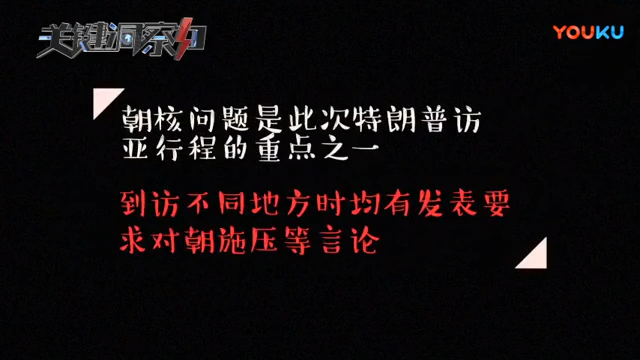 关键洞察力
YOUKU
朝核问题是此次特朗普访
亚行程的重点之一
到访不同地方时均有发表要
求对朝施压等言论